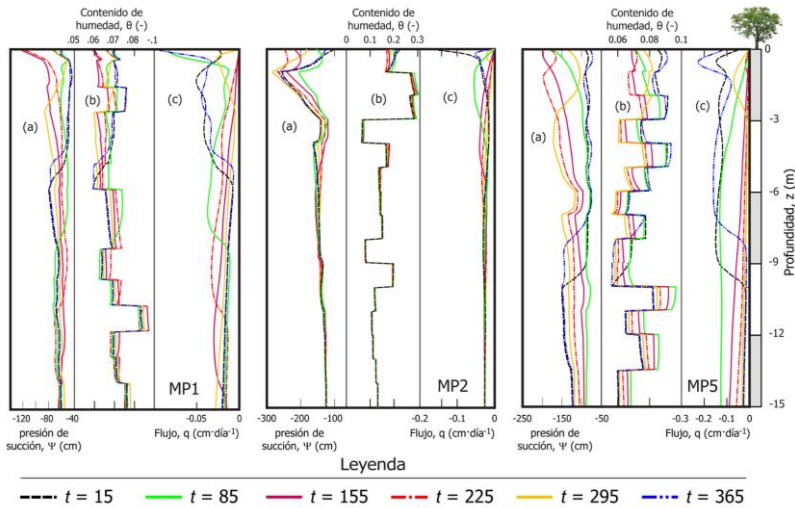 Contenido de humedad, θ (-)
.05 .06 .07 .08 -.1
(a)
(b)
(c)
MP1
-120 -80 -40
-0.05 0
presión de succión, Ψ (cm)
Flujo, q (cm·día⁻¹)
Contenido de humedad, θ (-)
0 0.1 0.2 0.3
(a)
(b)
(c)
MP2
-300 -200 -100
-0.2 -0.1 0
presión de succión, Ψ (cm)
Flujo, q (cm·día⁻¹)
Contenido de humedad, θ (-)
0.06 0.08 0.1
(a)
(b)
(c)
MP5
-250 -150 -50
-0.3 -0.2 -0.1 0
presión de succión, Ψ (cm)
Flujo, q (cm·día⁻¹)
0
-3
-6
-9
-12
-15
Profundidad, z (m)
Leyenda
t = 15 t = 85 t = 155 t = 225 t = 295 t = 365